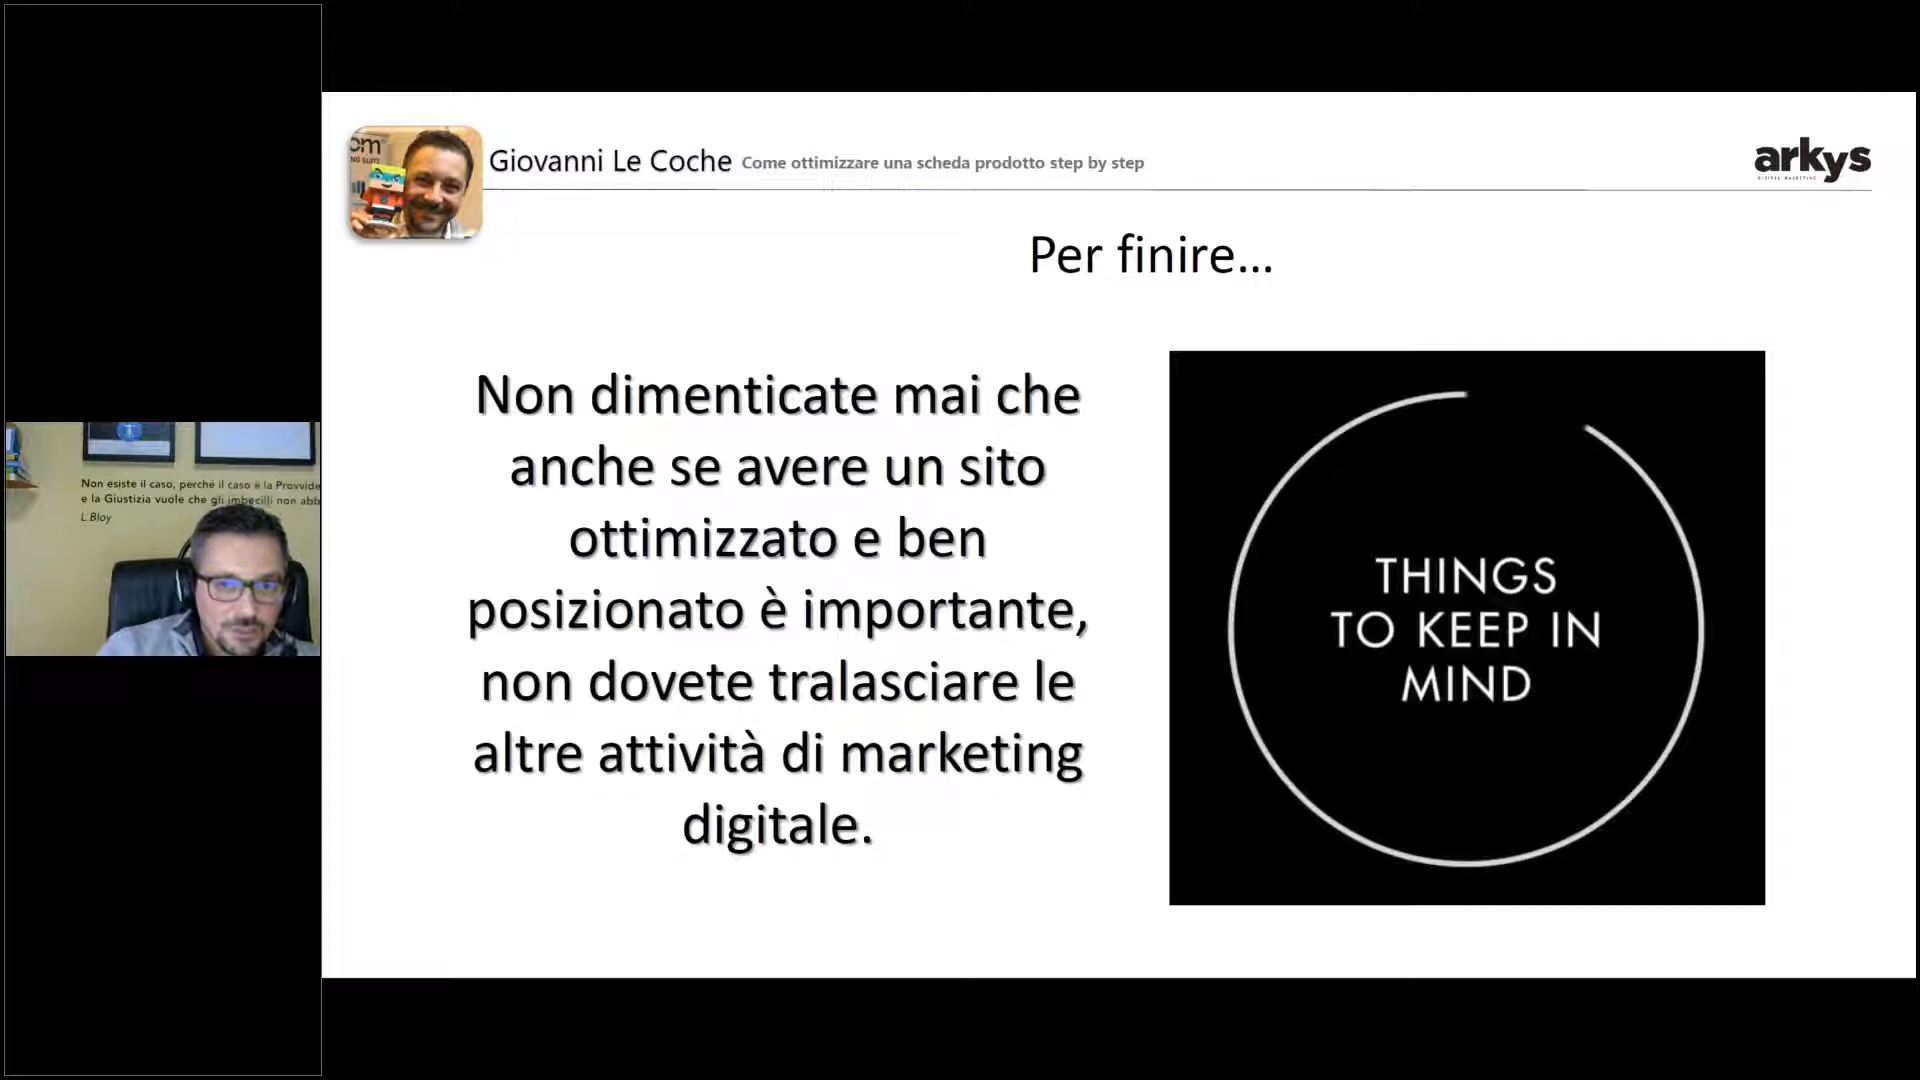 Giovanni Le Coche Come ottimizzare una scheda prodotto step by step
arkys
DIGITAL MARKETING
Per finire...
Non dimenticate mai che
anche se avere un sito
ottimizzato e ben
posizionato è importante,
non dovete tralasciare le
altre attività di marketing
digitale.
THINGS
TO KEEP IN
MIND
Non esiste il caso, perché il caso è la Provvide
e la Giustizia vuole che gli imbecilli non abb
L.Bloy
om